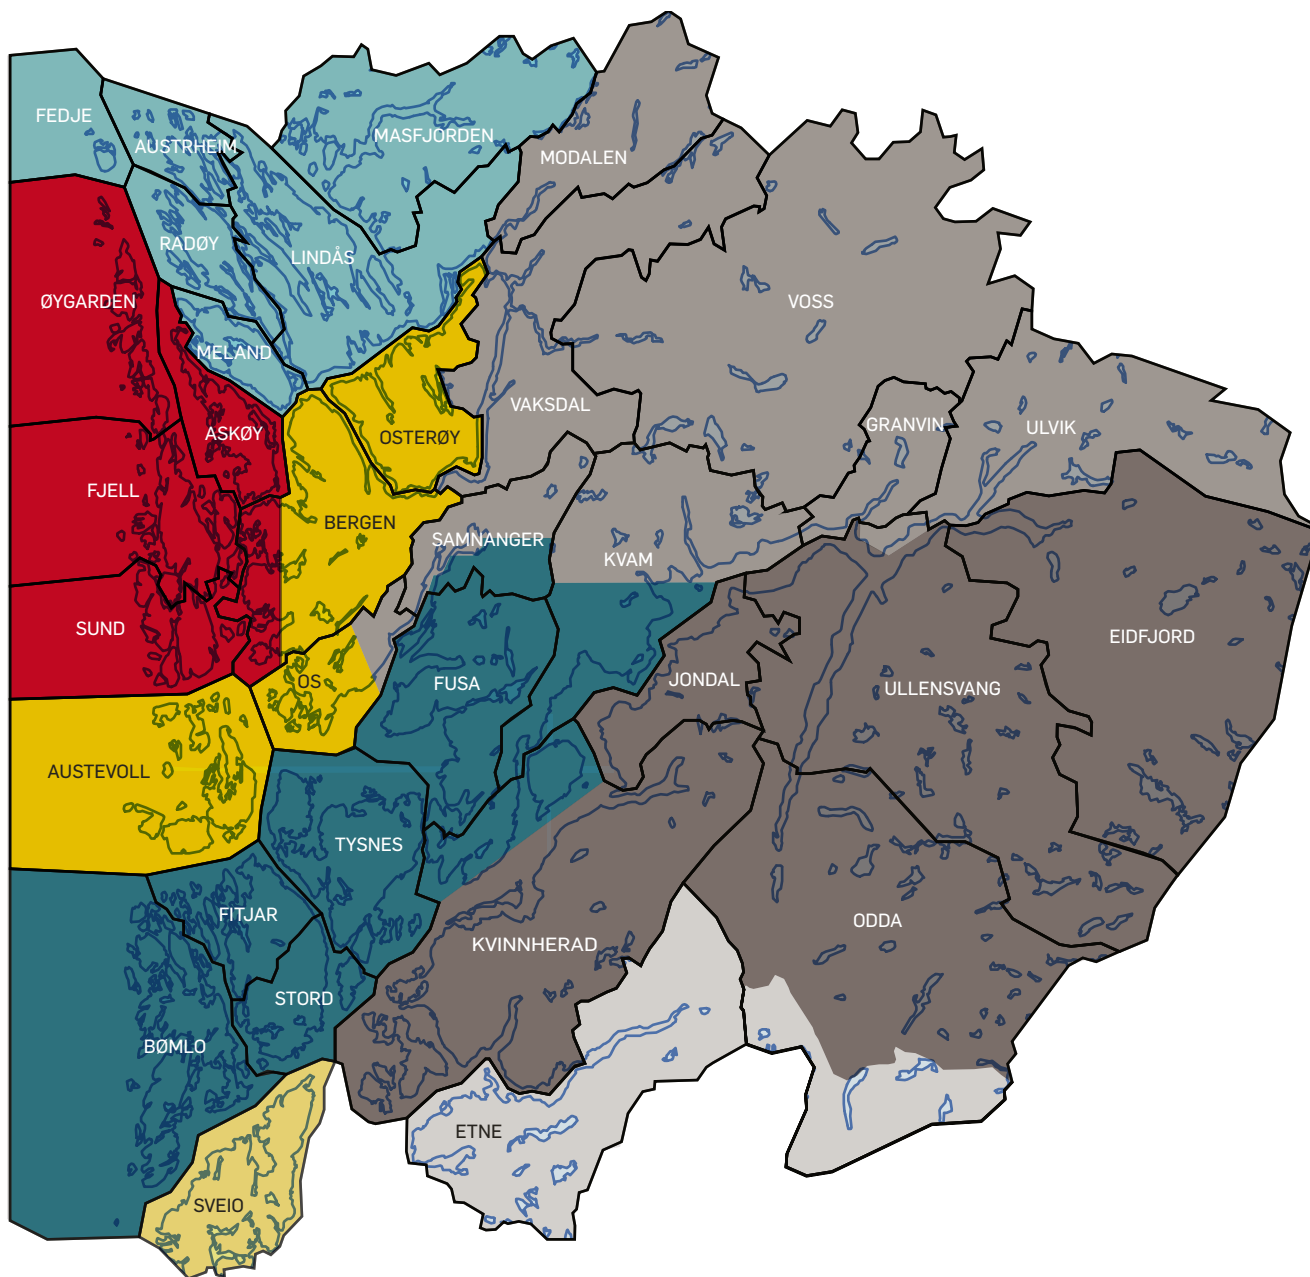 FEDJE
AUSTRHEIM
MASFJORDEN
MODALEN
RADØY
LINDÅS
ØYGARDEN
VOSS
MELAND
VAKSDAL
ASKØY
OSTERØY
GRANVIN
ULVIK
FJELL
BERGEN
SAMNANGER
KVAM
SUND
EIDFJORD
OS
FUSA
JONDAL
ULLENSVANG
AUSTEVOLL
TYSNES
FITJAR
KVINNHERAD
ODDA
STORD
BØMLO
ETNE
SVEIO